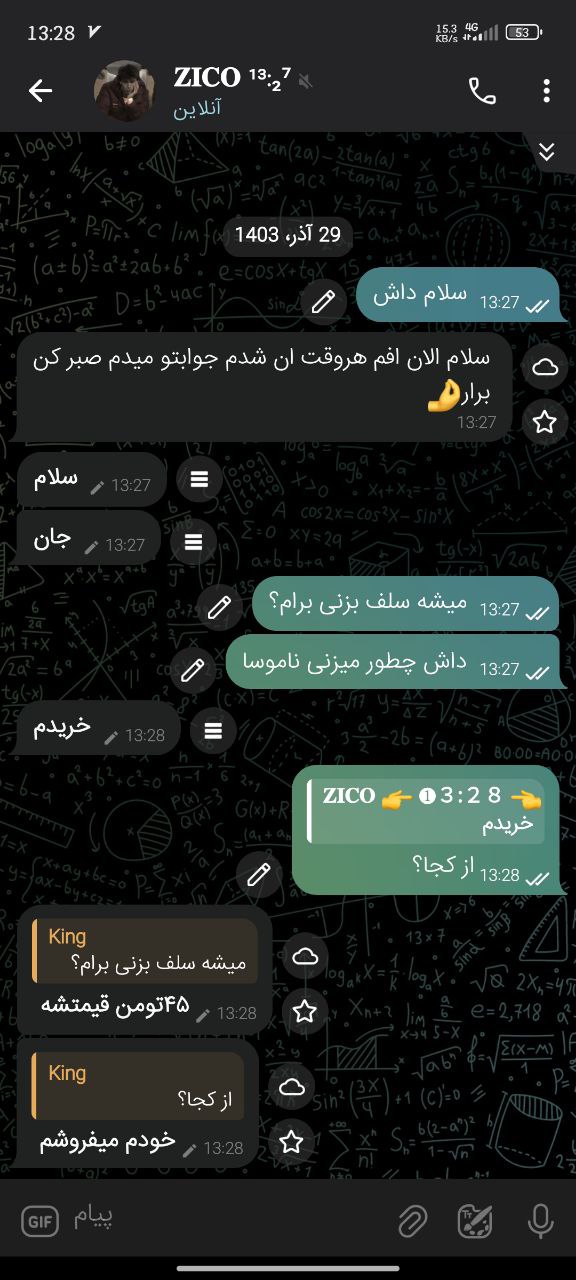 13:28
15.3 KB/s 4G 53
ZICO 13:27
آنلاین
29 آذر، 1403
سلام داش 13:27
سلام الان افم هروقت ان شدم جوابتو میدم صبر کن
برار🤌
13:27
سلام 13:27
جان 13:27
میشه سلف بزنی برام؟ 13:27
داش چطور میزنی ناموسا 13:27
خریدم 13:28
ZICO 👉 ❶3:28 👈
خریدم
از کجا؟ 13:28
King
میشه سلف بزنی برام؟
۴۵تومن قیمتشه 13:28
King
از کجا؟
خودم میفروشم 13:28
GIF پیام